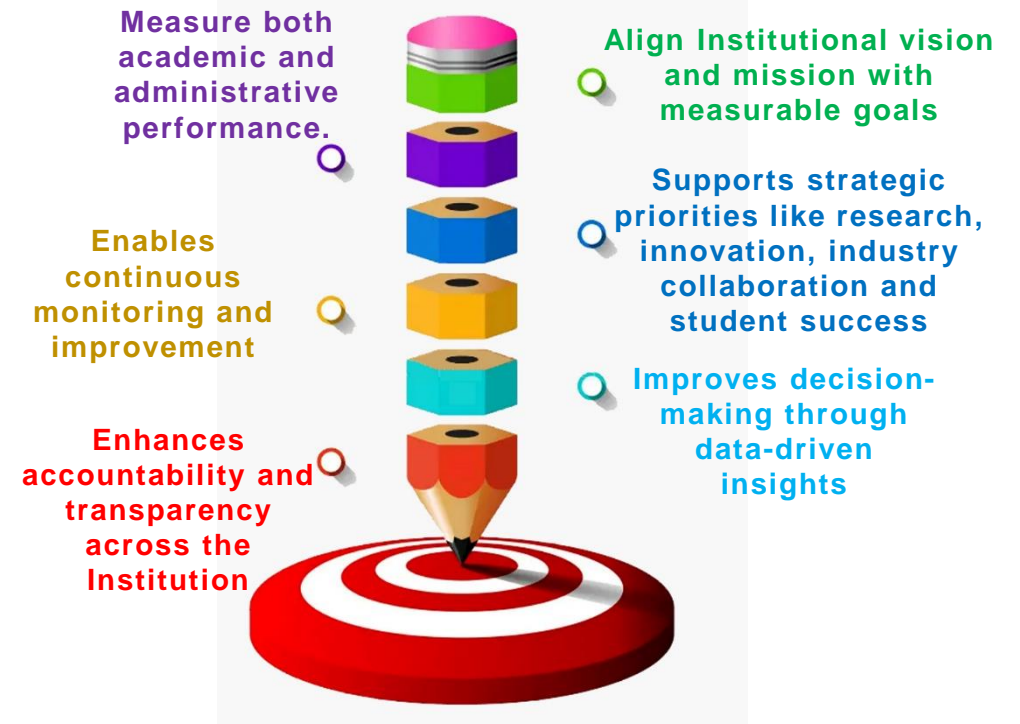 Measure both
academic and
administrative
performance.
Align Institutional vision
and mission with
measurable goals
Supports strategic
priorities like research,
innovation, industry
collaboration and
student success
Enables
continuous
monitoring and
improvement
Improves decision-
making through
data-driven
insights
Enhances
accountability and
transparency
across the
Institution